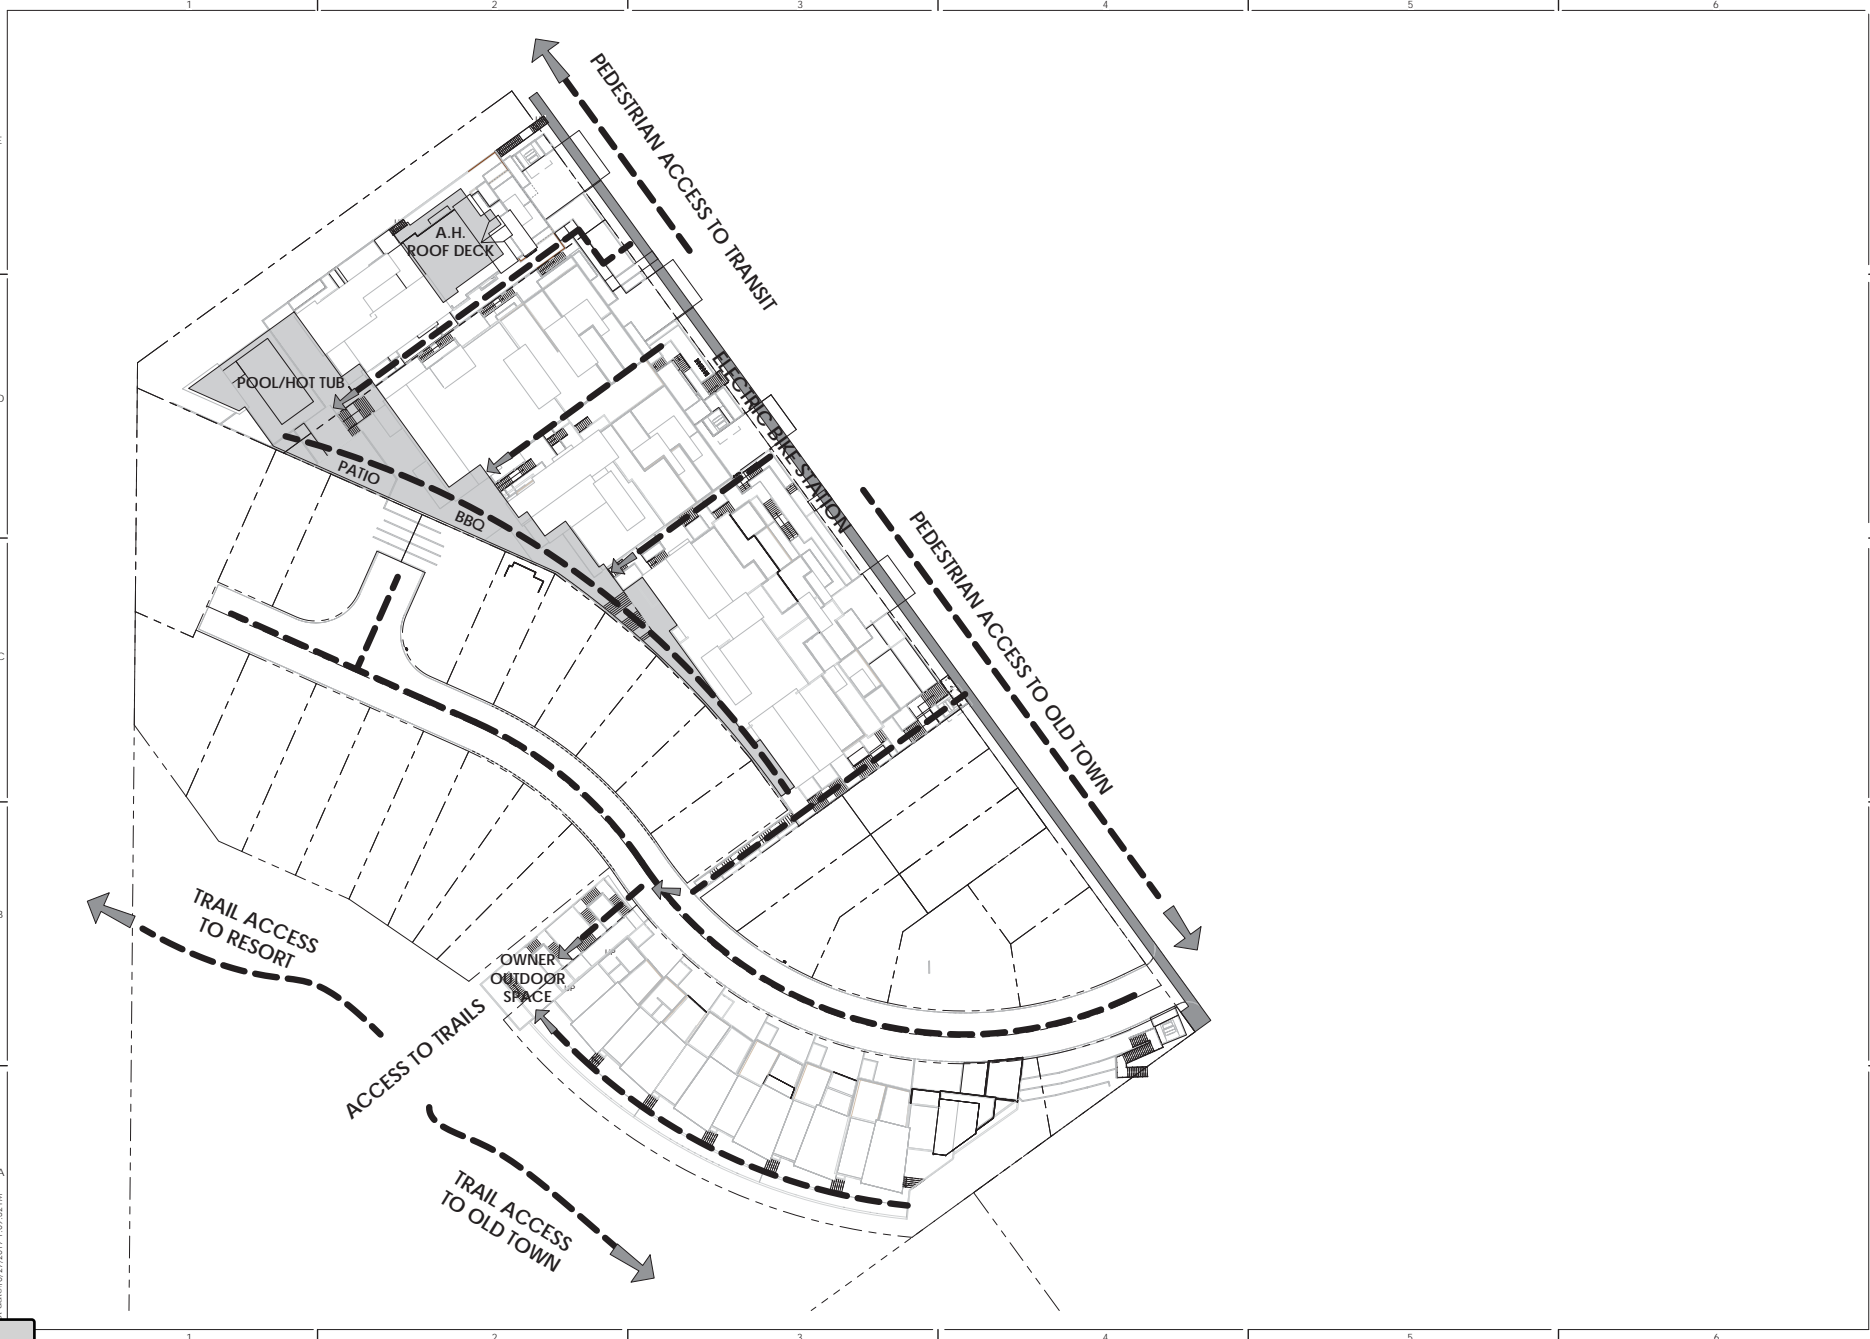 1 2 3 4 5 6
PEDESTRIAN ACCESS TO TRANSIT
A.H.
ROOF DECK
POOL/HOT TUB
ELECTRIC BIKE STATION
PATIO
BBQ
PEDESTRIAN ACCESS TO OLD TOWN
TRAIL ACCESS
TO RESORT
OWNER
OUTDOOR
SPACE
UP
UP
ACCESS TO TRAILS
TRAIL ACCESS
TO OLD TOWN
D
B
A
1 2 3 4 5 6